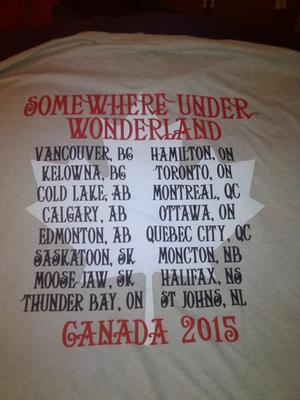 SOMEWHERE UNDER
WONDERLAND
VANCOUVER, BC
KELOWNA, BC
COLD LAKE, AB
CALGARY, AB
EDMONTON, AB
SASKATOON, SK
MOOSE JAW, SK
THUNDER BAY, ON
HAMILTON, ON
TORONTO, ON
MONTREAL, QC
OTTAWA, ON
QUEBEC CITY, QC
MONCTON, NB
HALIFAX, NS
ST JOHNS, NL
CANADA 2015